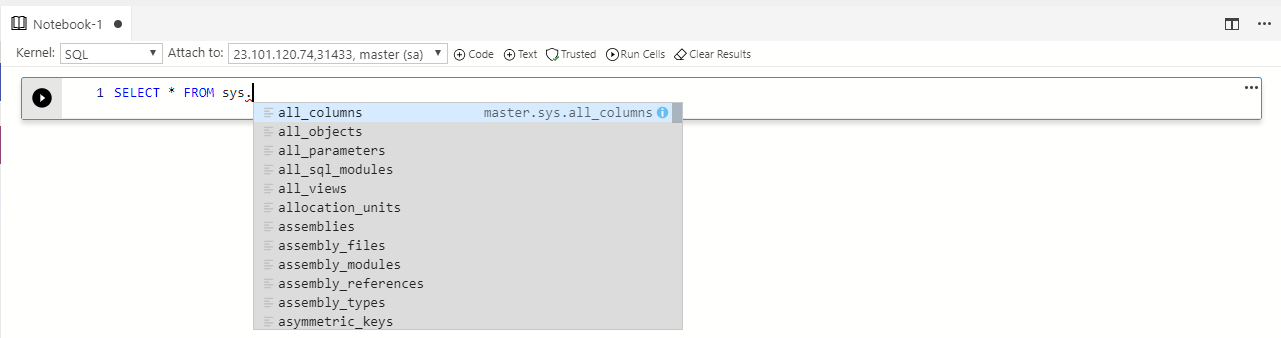 Notebook-1
Kernel: SQL Attach to: 23.101.120.74,31433, master (sa) Code Text Trusted Run Cells Clear Results
1 SELECT * FROM sys.
all_columns master.sys.all_columns
all_objects
all_parameters
all_sql_modules
all_views
allocation_units
assemblies
assembly_files
assembly_modules
assembly_references
assembly_types
asymmetric_keys